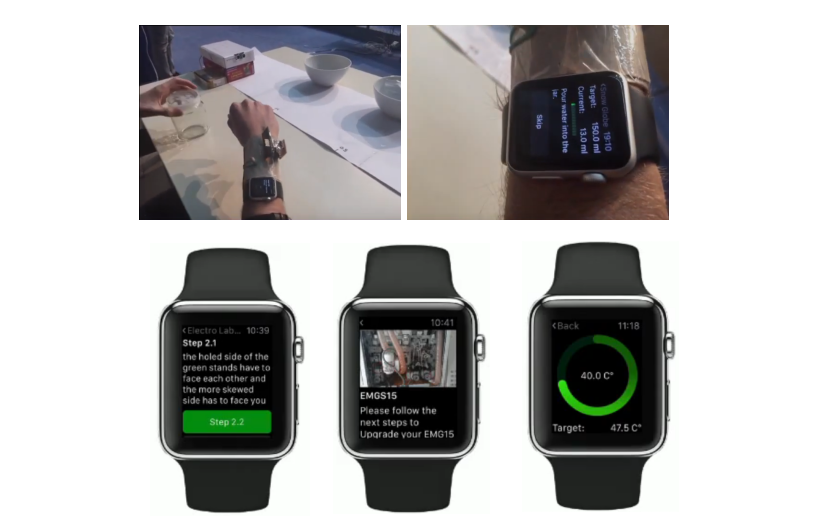 ‹Snow Globe 19:10
Target: 150.0 ml
Current: 13.0 ml
Pour water into the
jar.
Skip
‹Electro Lab... 10:39
Step 2.1
the holed side of the
green stands have to
face each other and
the more skewed
side has to face you
Step 2.2
‹ 10:41
EMGS15
Please follow the
next steps to
Upgrade your EMG15
‹Back 11:18
40.0 C°
Target: 47.5 C°